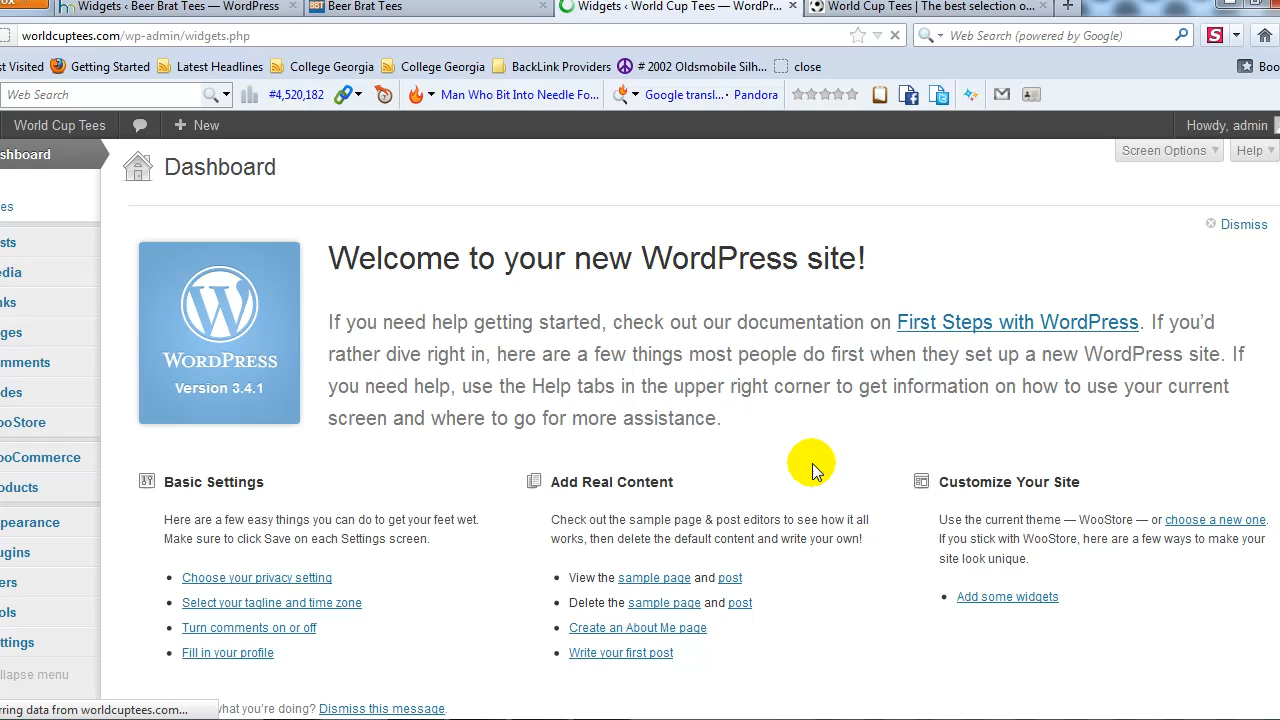 Widgets ‹ Beer Brat Tees — WordPress
Beer Brat Tees
Widgets ‹ World Cup Tees — WordPr...
World Cup Tees | The best selection o...
worldcuptees.com/wp-admin/widgets.php
Web Search (powered by Google)
st Visited
Getting Started
Latest Headlines
College Georgia
College Georgia
BackLink Providers
# 2002 Oldsmobile Silh...
close
Boo
Web Search
#4,520,182
Man Who Bit Into Needle Fo...
Google transl...
Pandora
World Cup Tees
New
Howdy, admin
shboard
Dashboard
Screen Options
Help
es
sts
edia
nks
ges
mments
des
ooStore
ooCommerce
oducts
pearance
ugins
ers
ols
ttings
llapse menu
Dismiss
WORDPRESS
Version 3.4.1
Welcome to your new WordPress site!
If you need help getting started, check out our documentation on First Steps with WordPress. If you'd
rather dive right in, here are a few things most people do first when they set up a new WordPress site. If
you need help, use the Help tabs in the upper right corner to get information on how to use your current
screen and where to go for more assistance.
Basic Settings
Here are a few easy things you can do to get your feet wet.
Make sure to click Save on each Settings screen.
Choose your privacy setting
Select your tagline and time zone
Turn comments on or off
Fill in your profile
Add Real Content
Check out the sample page & post editors to see how it all
works, then delete the default content and write your own!
View the sample page and post
Delete the sample page and post
Create an About Me page
Write your first post
Customize Your Site
Use the current theme — WooStore — or choose a new one.
If you stick with WooStore, here are a few ways to make your
site look unique.
Add some widgets
rring data from worldcuptees.com...
what you're doing? Dismiss this message.